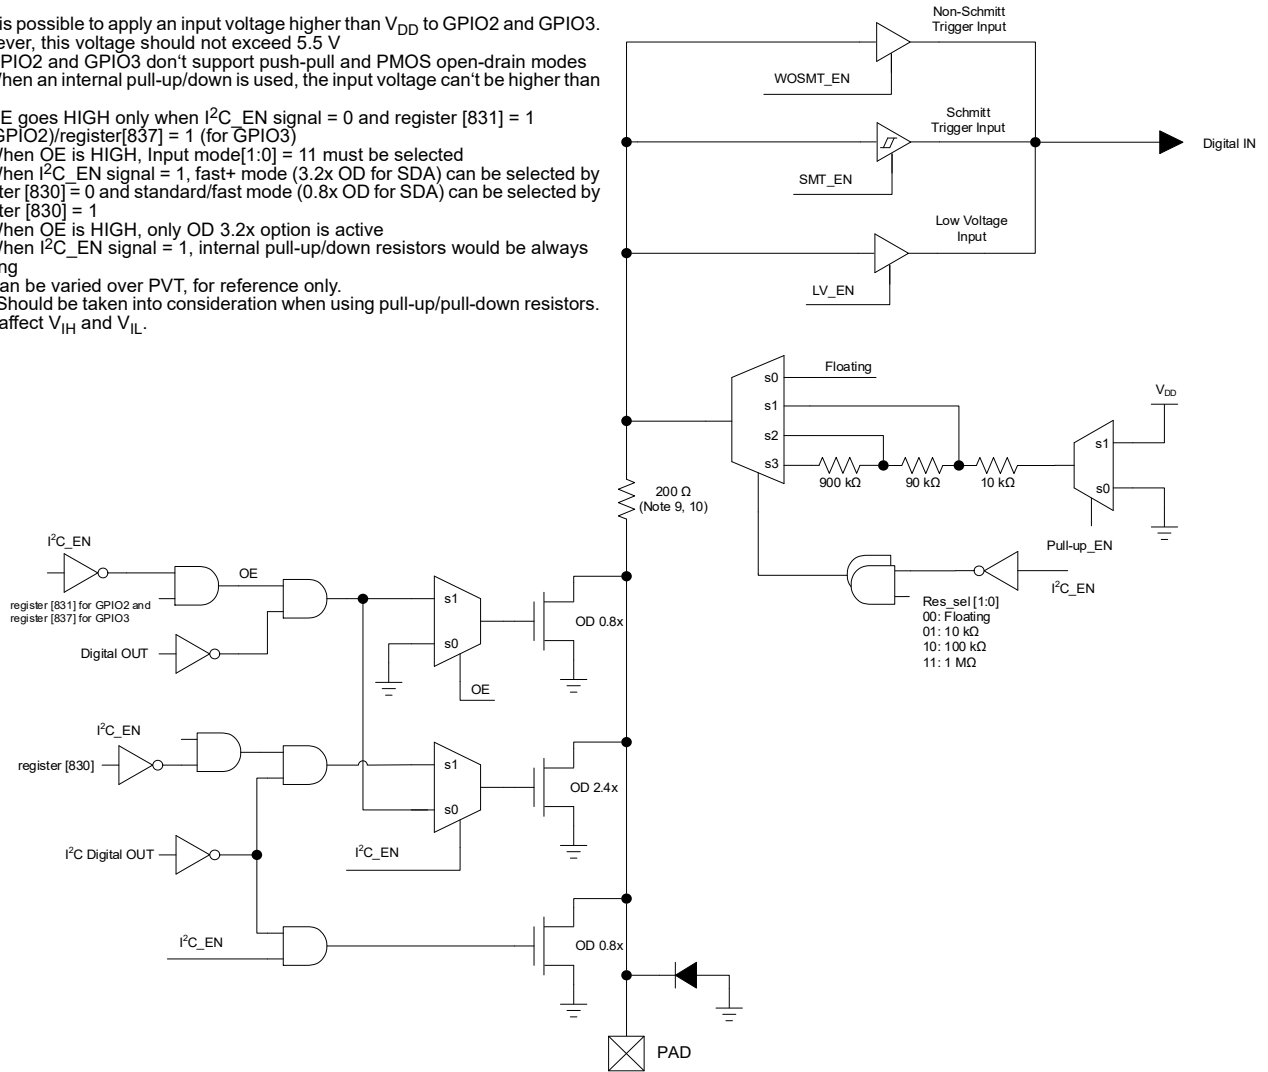 is possible to apply an input voltage higher than VDD to GPIO2 and GPIO3.
ever, this voltage should not exceed 5.5 V
PIO2 and GPIO3 don't support push-pull and PMOS open-drain modes
hen an internal pull-up/down is used, the input voltage can't be higher than
E goes HIGH only when I2C_EN signal = 0 and register [831] = 1
GPIO2)/register[837] = 1 (for GPIO3)
hen OE is HIGH, Input mode[1:0] = 11 must be selected
hen I2C_EN signal = 1, fast+ mode (3.2x OD for SDA) can be selected by
ter [830] = 0 and standard/fast mode (0.8x OD for SDA) can be selected by
ter [830] = 1
hen OE is HIGH, only OD 3.2x option is active
hen I2C_EN signal = 1, internal pull-up/down resistors would be always
ng
an be varied over PVT, for reference only.
Should be taken into consideration when using pull-up/pull-down resistors.
affect VIH and VIL.
Non-Schmitt
Trigger Input
WOSMT_EN
Schmitt
Trigger Input
SMT_EN
Digital IN
Low Voltage
Input
LV_EN
s0
Floating
s1
s2
s3
900 kΩ
90 kΩ
10 kΩ
VDD
s1
s0
Pull-up_EN
I2C_EN
Res_sel [1:0]
00: Floating
01: 10 kΩ
10: 100 kΩ
11: 1 MΩ
200 Ω
(Note 9, 10)
I2C_EN
OE
register [831] for GPIO2 and
register [837] for GPIO3
Digital OUT
s1
s0
OE
OD 0.8x
I2C_EN
register [830]
s1
s0
I2C_EN
OD 2.4x
I2C Digital OUT
I2C_EN
OD 0.8x
PAD